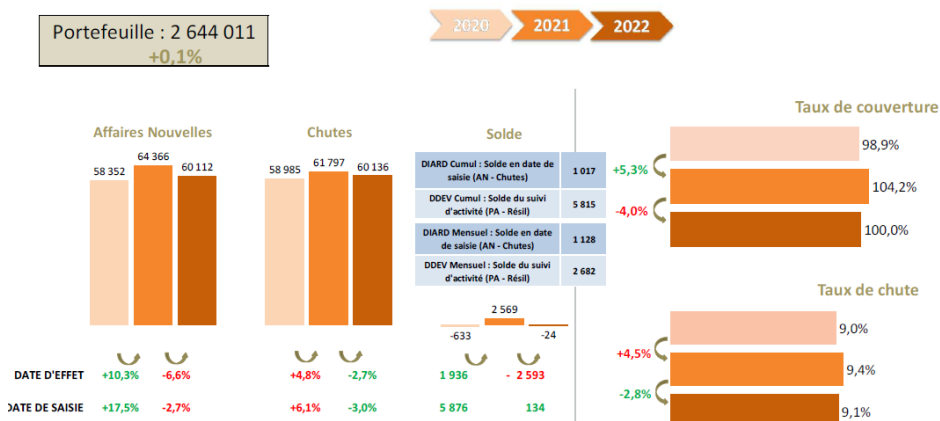 Portefeuille : 2 644 011
+0,1%
2020
2021
2022
Affaires Nouvelles
58 352
64 366
60 112
Chutes
58 985
61 797
60 136
Solde
DIARD Cumul : Solde en date de saisie (AN - Chutes)
1 017
DDEV Cumul : Solde du suivi d'activité (PA - Résil)
5 815
DIARD Mensuel : Solde en date de saisie (AN - Chutes)
1 128
DDEV Mensuel : Solde du suivi d'activité (PA - Résil)
2 682
-633
2 569
-24
DATE D'EFFET
+10,3%
-6,6%
+4,8%
-2,7%
1 936
- 2 593
DATE DE SAISIE
+17,5%
-2,7%
+6,1%
-3,0%
5 876
134
Taux de couverture
98,9%
+5,3%
104,2%
-4,0%
100,0%
Taux de chute
9,0%
+4,5%
9,4%
-2,8%
9,1%